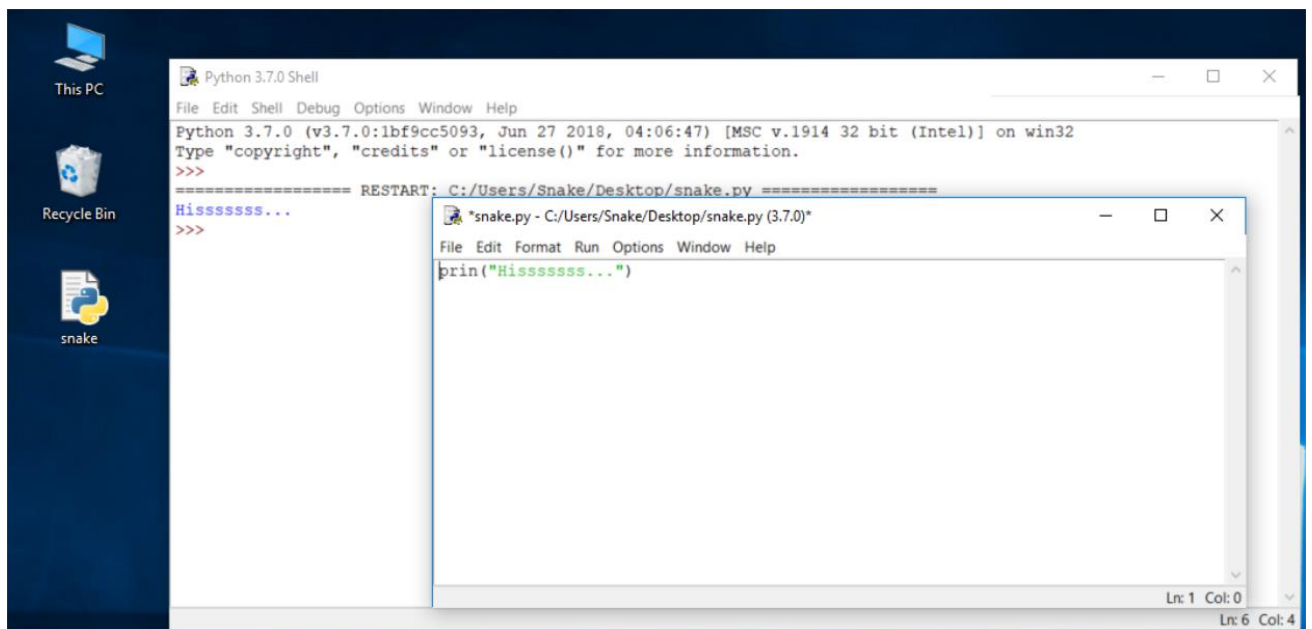 This PC
Recycle Bin
snake
Python 3.7.0 Shell
File Edit Shell Debug Options Window Help
Python 3.7.0 (v3.7.0:1bf9cc5093, Jun 27 2018, 04:06:47) [MSC v.1914 32 bit (Intel)] on win32
Type "copyright", "credits" or "license()" for more information.
>>>
================== RESTART: C:/Users/Snake/Desktop/snake.py ==================
Hisssssss...
>>>
*snake.py - C:/Users/Snake/Desktop/snake.py (3.7.0)*
File Edit Format Run Options Window Help
prin("Hisssssss...")
Ln: 1 Col: 0
Ln: 6 Col: 4